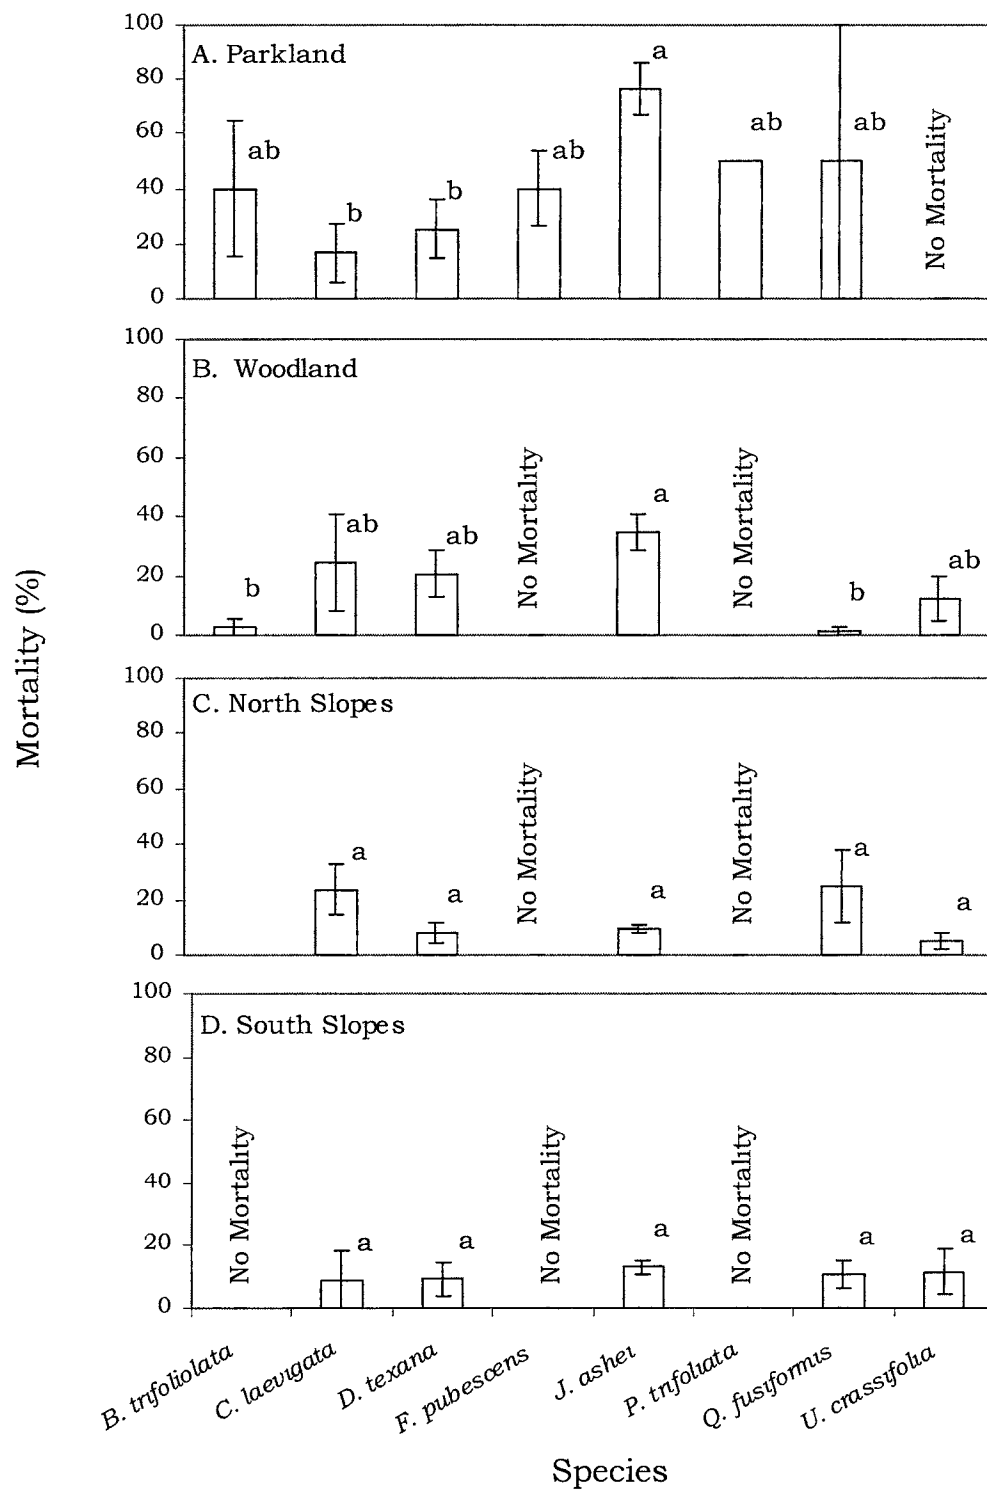 100
A. Parkland
80
60
40
20
0
ab
b
b
ab
a
ab
ab
No Mortality
100
B. Woodland
80
60
40
20
0
b
ab
ab
No Mortality
a
No Mortality
b
ab
Mortality (%)
100
C. North Slopes
80
60
40
20
0
a
a
No Mortality
a
No Mortality
a
a
100
D. South Slopes
80
60
40
20
0
No Mortality
a
a
No Mortality
a
No Mortality
a
a
B. trifoliolata
C. laevigata
D. texana
F. pubescens
J. ashei
P. trifoliata
Q. fusiformis
U. crassifolia
Species